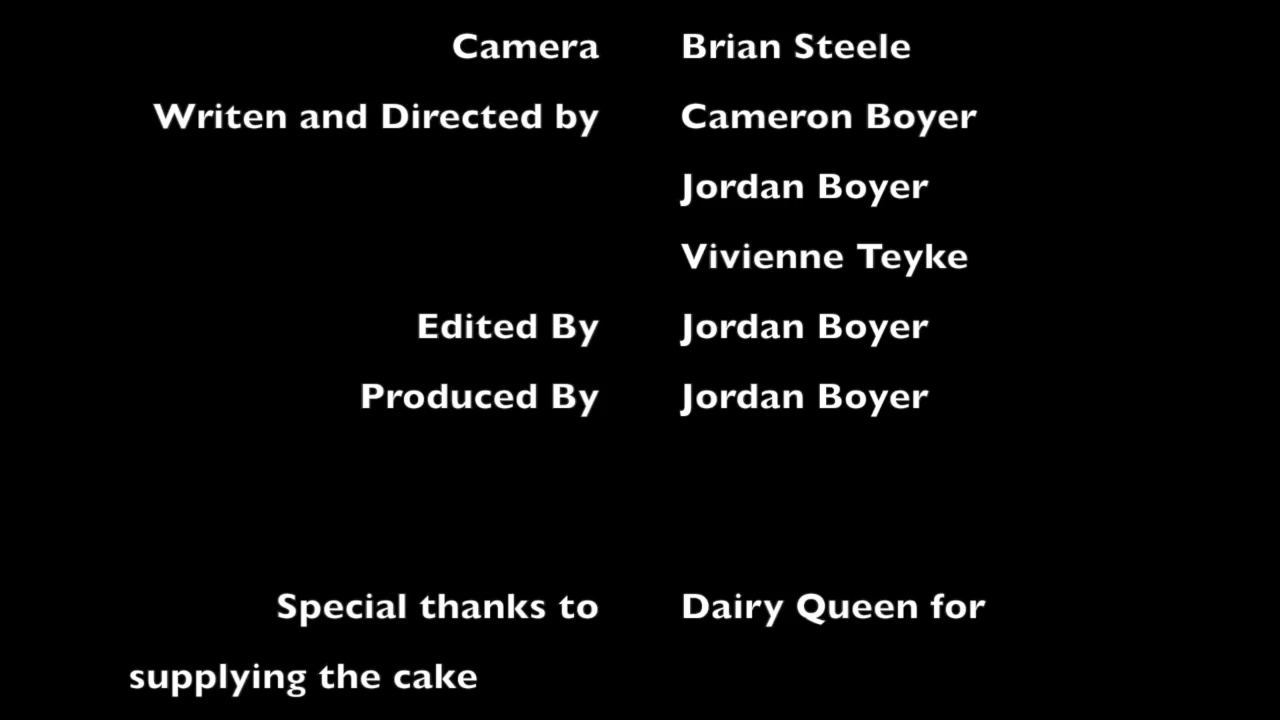 Camera Brian Steele
Writen and Directed by Cameron Boyer
Jordan Boyer
Vivienne Teyke
Edited By Jordan Boyer
Produced By Jordan Boyer
Special thanks to Dairy Queen for
supplying the cake